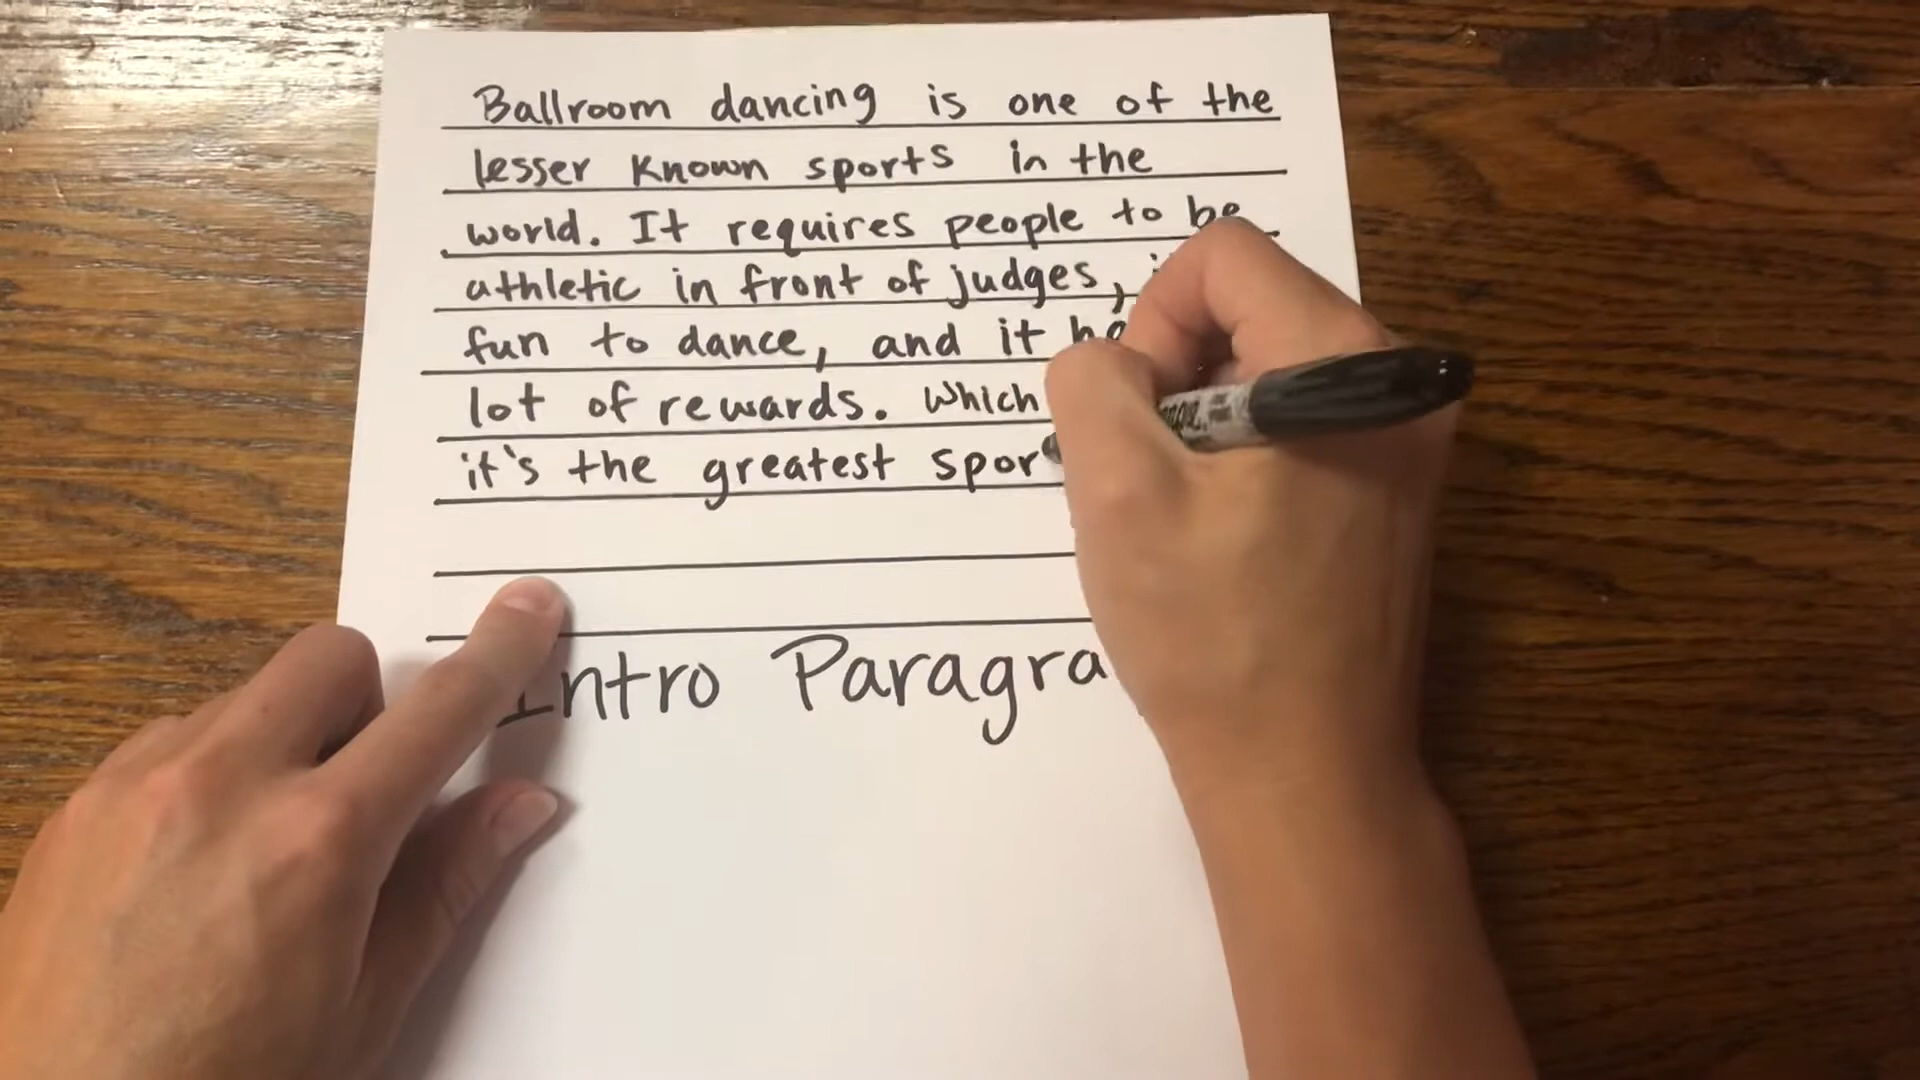 Ballroom dancing is one of the
lesser known sports in the
world. It requires people to be
athletic in front of judges,
fun to dance, and it
lot of rewards. Which
it's the greatest
Intro